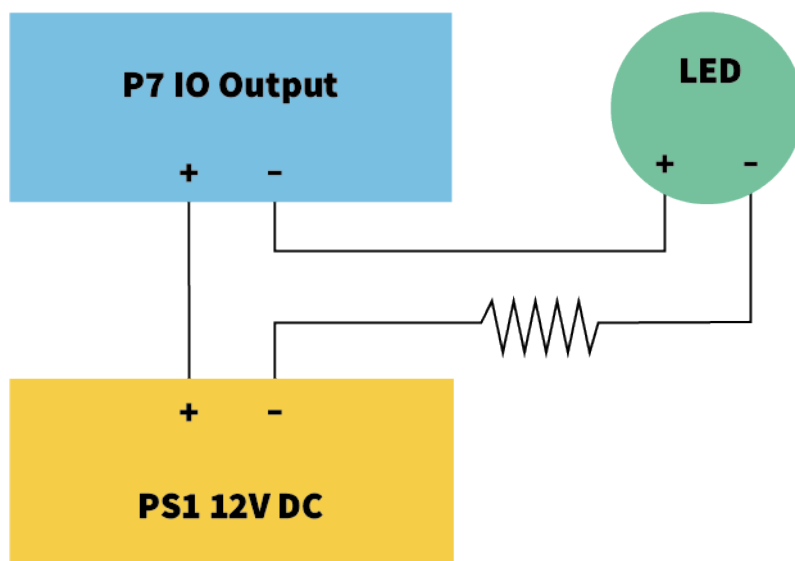 P7 IO Output
LED
+ −
+ −
+ −
PS1 12V DC